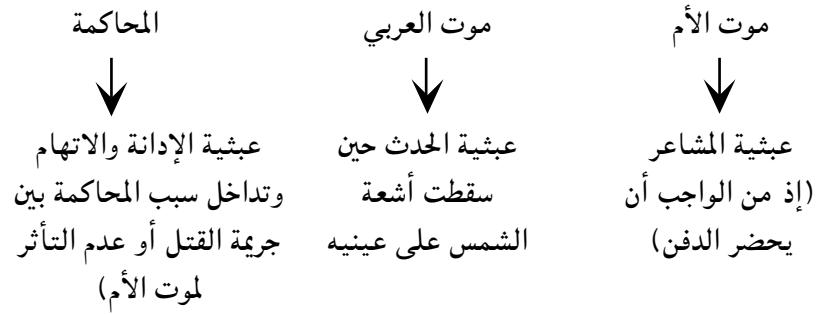 موت الأم
موت العربي
المحاكمة
عبثية المشاعر
(إذ من الواجب أن
يحضر الدفن)
عبثية الحدث حين
سقطت أشعة
الشمس على عينيه
عبثية الإدانة والاتهام
وتداخل سبب المحاكمة بين
جريمة القتل أو عدم التأثر
لموت الأم)